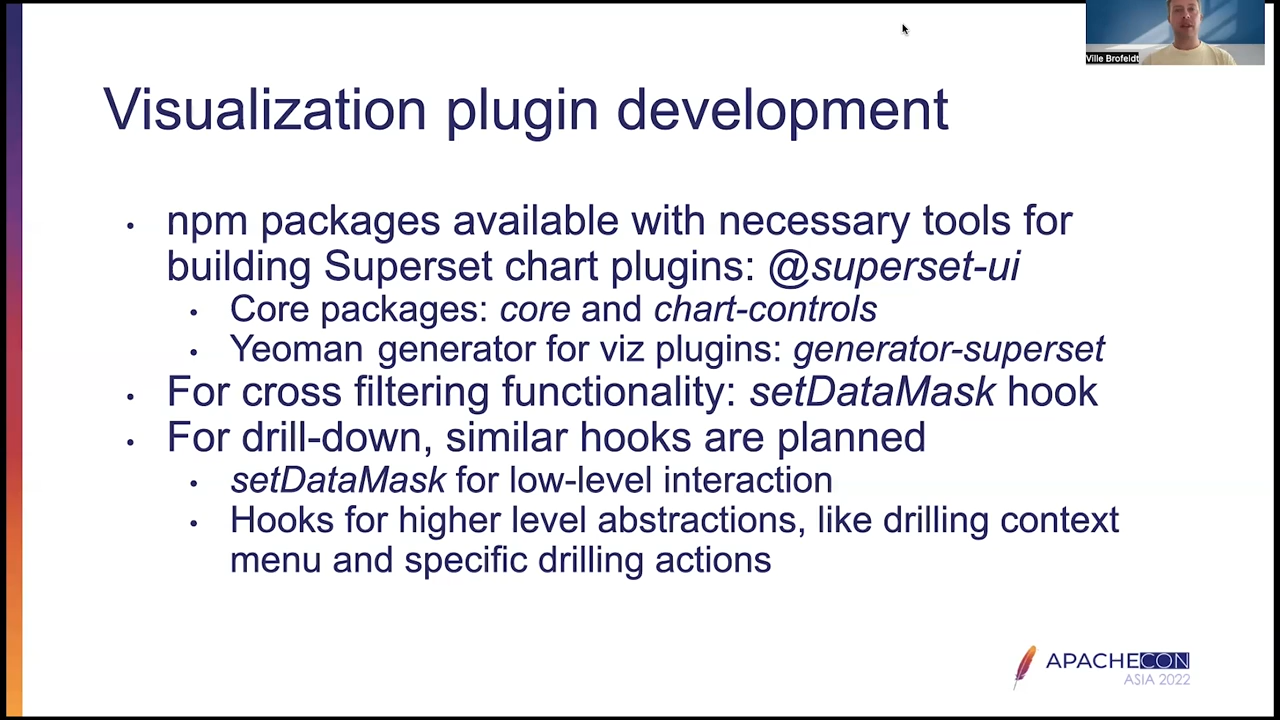 Ville Brofeldt
Visualization plugin development
• npm packages available with necessary tools for
building Superset chart plugins: @superset-ui
• Core packages: core and chart-controls
• Yeoman generator for viz plugins: generator-superset
• For cross filtering functionality: setDataMask hook
• For drill-down, similar hooks are planned
• setDataMask for low-level interaction
• Hooks for higher level abstractions, like drilling context
menu and specific drilling actions
APACHECON
ASIA 2022